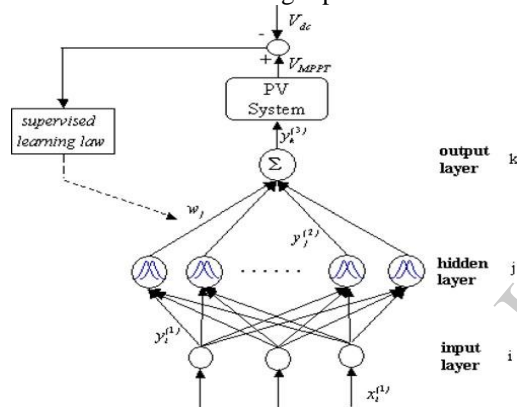 V_dc
-
+
V_MPPT
PV
System
supervised
learning law
y_k^(3)
Σ
output
layer k
w_j
y_j^(2)
. . . . . .
hidden
layer j
y_i^(1)
input
layer i
x_i^(1)